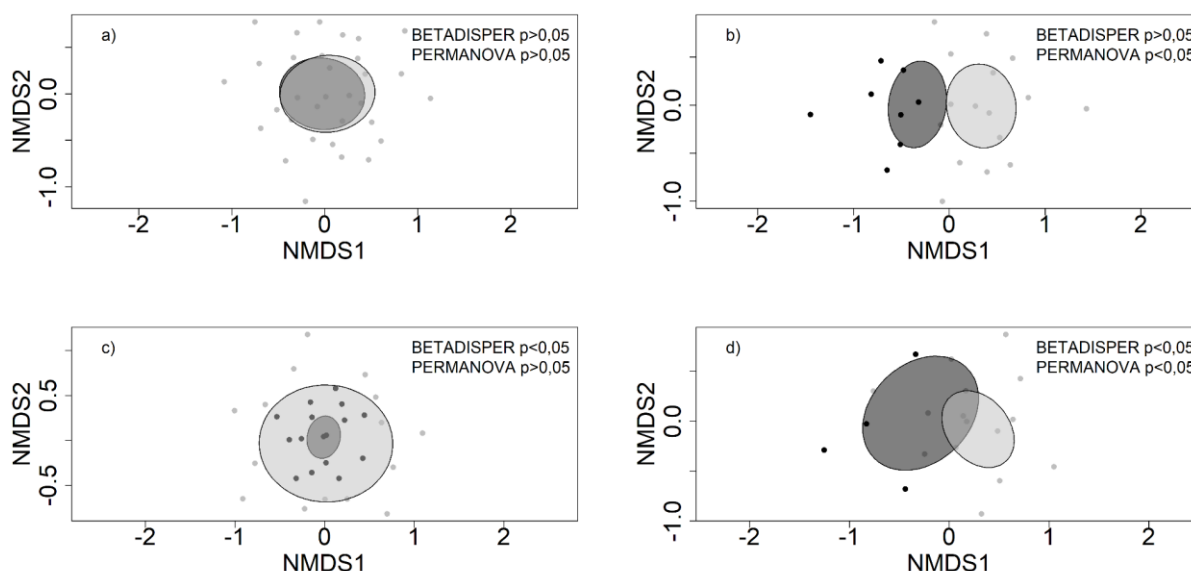 a)
BETADISPER p>0,05
PERMANOVA p>0,05
NMDS2
0.0
-1.0
-2
-1
0
1
2
NMDS1
b)
BETADISPER p>0,05
PERMANOVA p<0,05
NMDS2
0.0
-1.0
-2
-1
0
1
2
NMDS1
c)
BETADISPER p<0,05
PERMANOVA p>0,05
NMDS2
0.5
-0.5
-2
-1
0
1
2
NMDS1
d)
BETADISPER p<0,05
PERMANOVA p<0,05
NMDS2
0.0
-1.0
-2
-1
0
1
2
NMDS1